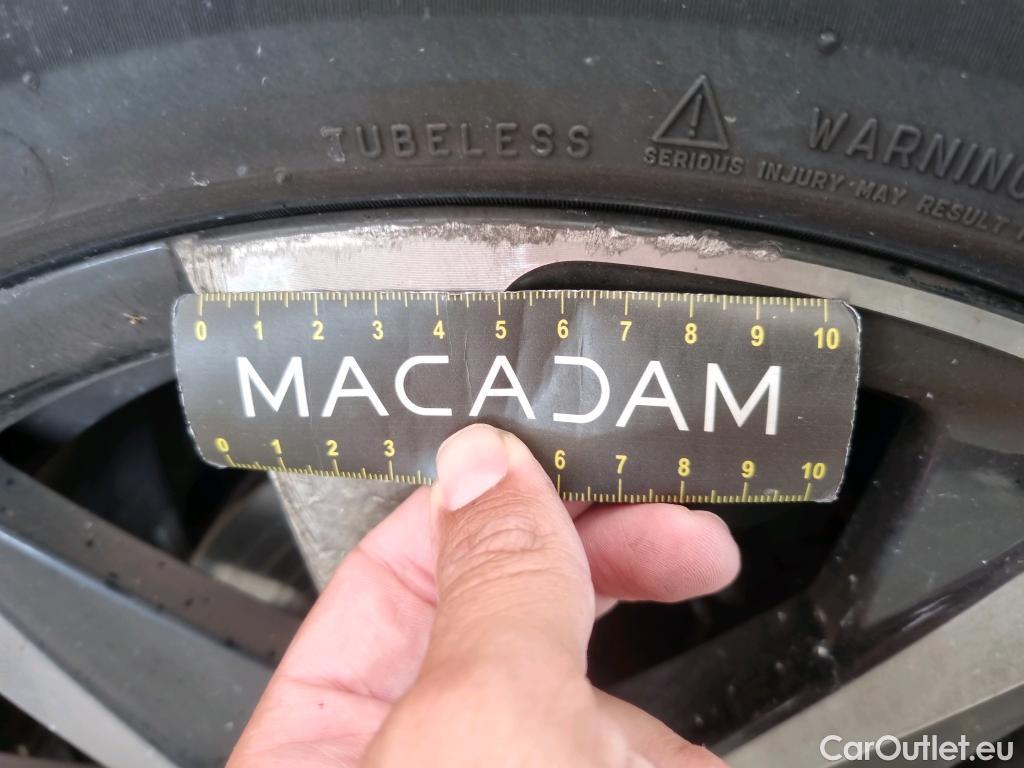 TUBELESS
WARNING
SERIOUS INJURY MAY RESULT
0 1 2 3 4 5 6 7 8 9 10
MACADAM
0 1 2 3 6 7 8 9 10
CarOutlet.eu